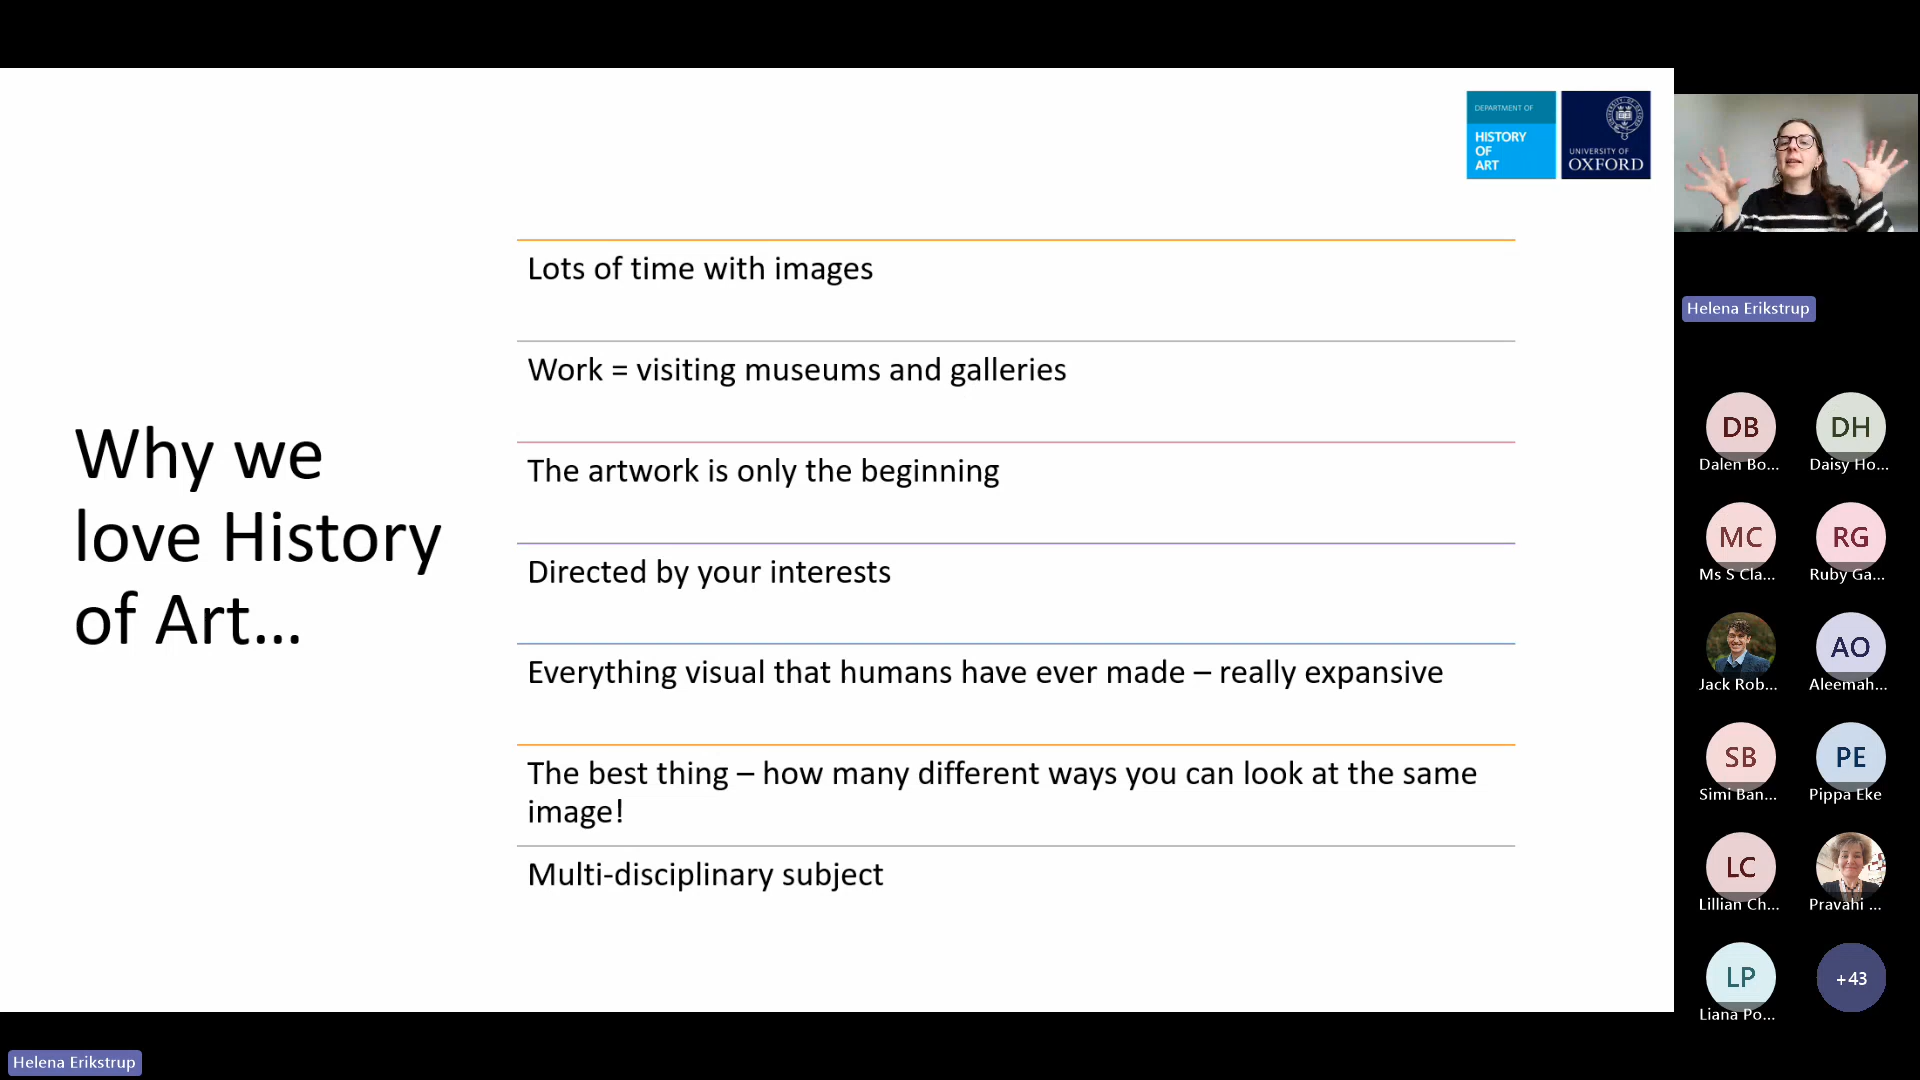 DEPARTMENT OF
HISTORY
OF
ART
UNIVERSITY OF
OXFORD
Why we
love History
of Art...
Lots of time with images
Work = visiting museums and galleries
The artwork is only the beginning
Directed by your interests
Everything visual that humans have ever made – really expansive
The best thing – how many different ways you can look at the same
image!
Multi-disciplinary subject
Helena Erikstrup
DB
Dalen Bo...
DH
Daisy Ho...
MC
Ms S Cla...
RG
Ruby Ga...
Jack Rob...
AO
Aleemah...
SB
Simi Ban...
PE
Pippa Eke
LC
Lillian Ch...
Pravahi ...
LP
Liana Po...
+43
Helena Erikstrup